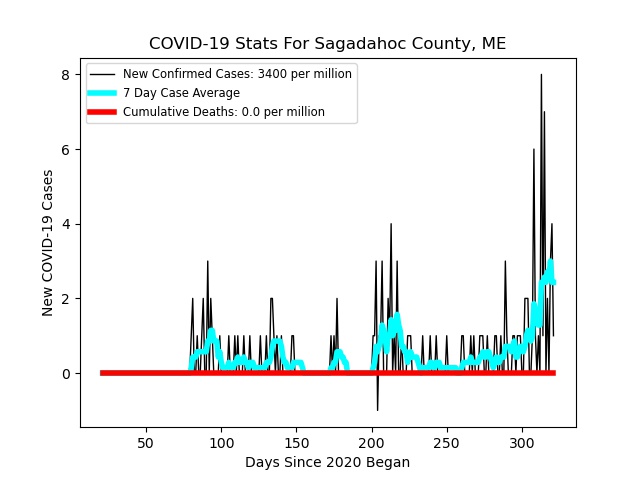 COVID-19 Stats For Sagadahoc County, ME
New Confirmed Cases: 3400 per million
7 Day Case Average
Cumulative Deaths: 0.0 per million
New COVID-19 Cases
8
6
4
2
0
50 100 150 200 250 300
Days Since 2020 Began